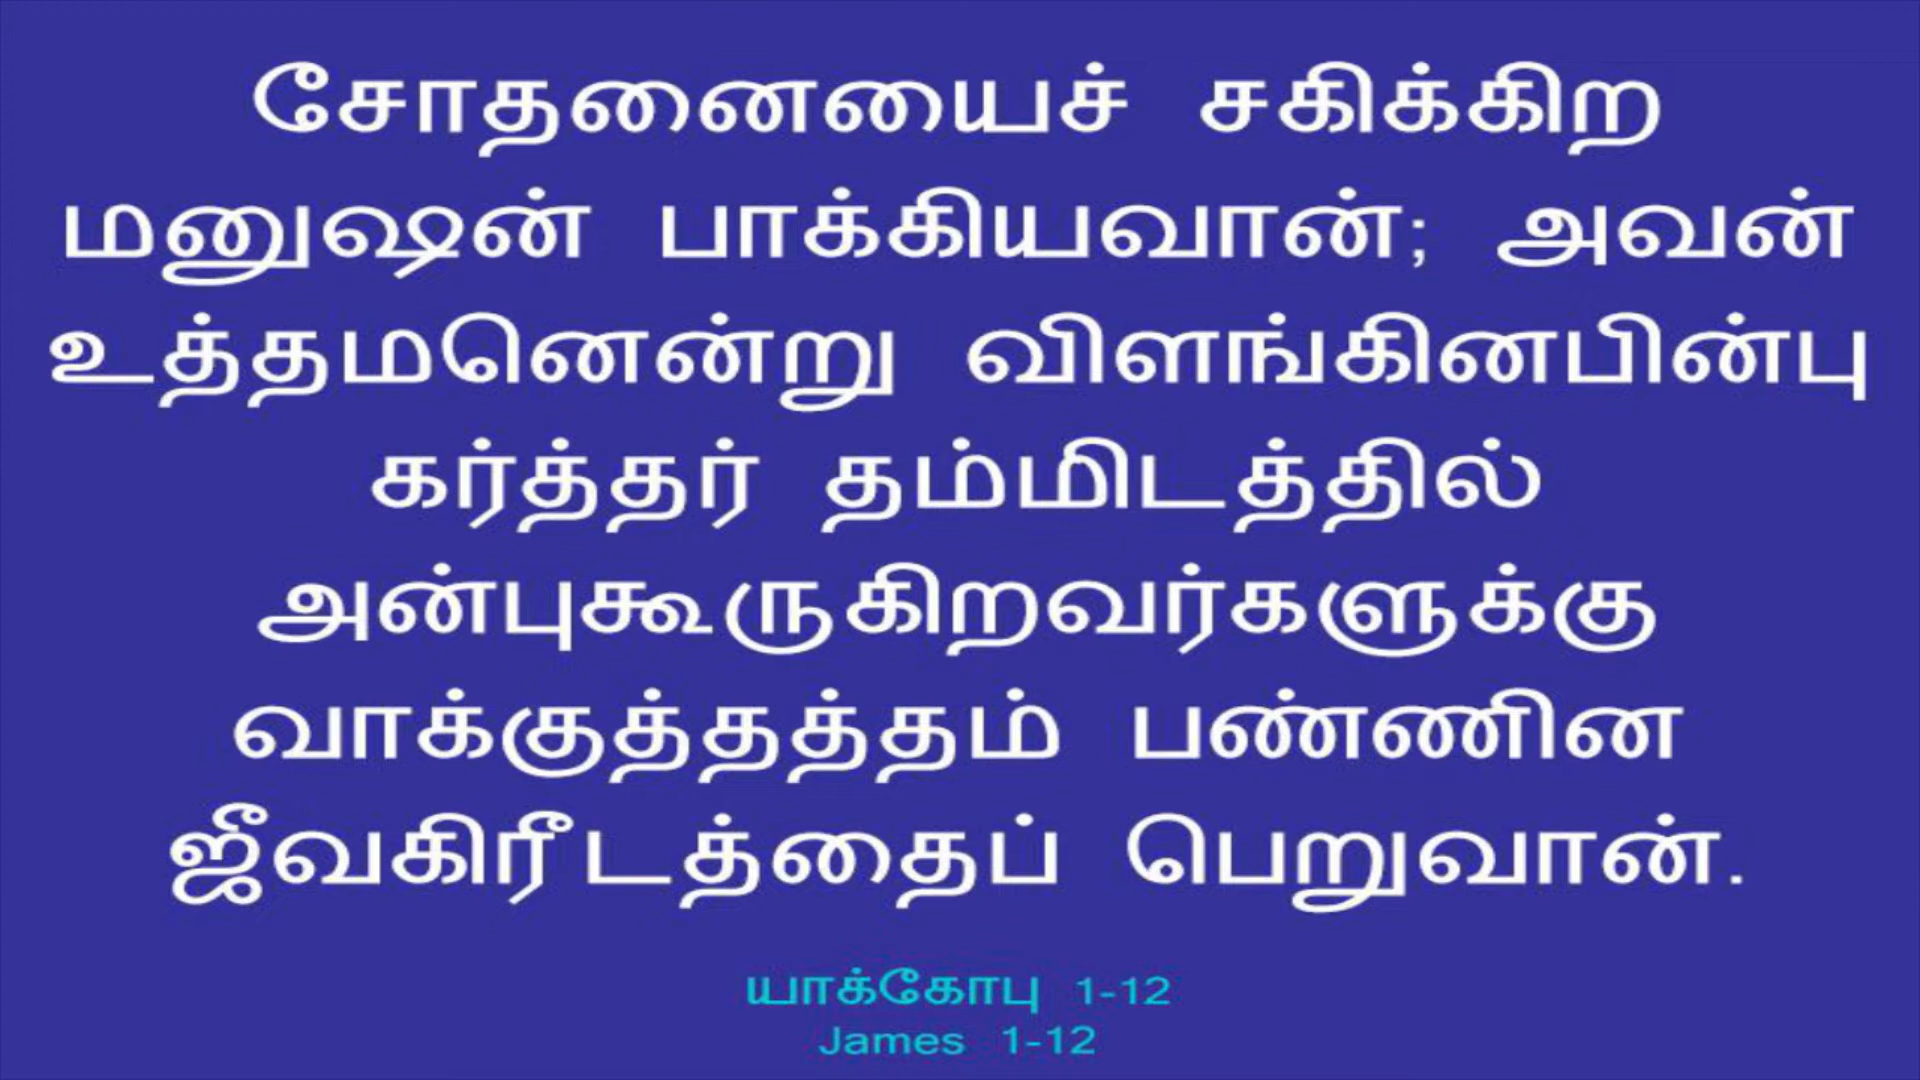 சோதனையைச் சகிக்கிற
மனுஷன் பாக்கியவான்; அவன்
உத்தமனென்று விளங்கினபின்பு
கர்த்தர் தம்மிடத்தில்
அன்புகூருகிறவர்களுக்கு
வாக்குத்தத்தம் பண்ணின
ஜீவகிரீடத்தைப் பெறுவான்.
யாக்கோபு 1-12
James 1-12